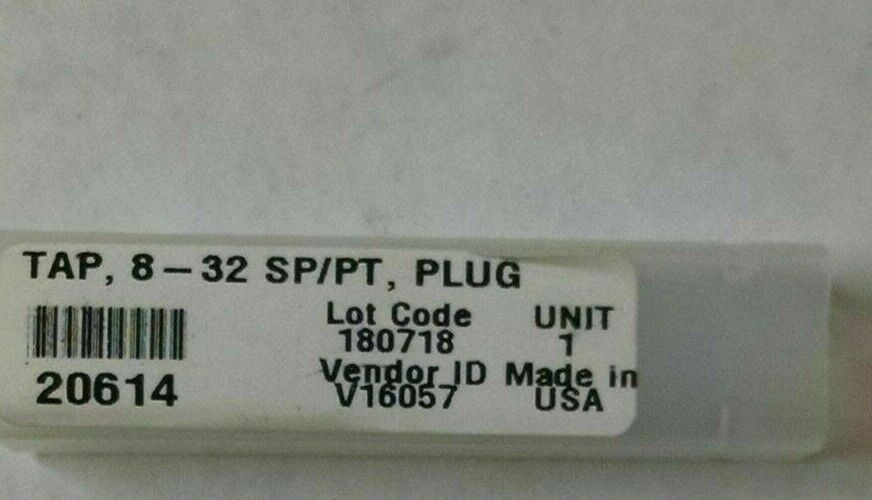 TAP, 8-32 SP/PT, PLUG
Lot Code UNIT
180718 1
Vendor ID Made in
20614 V16057 USA